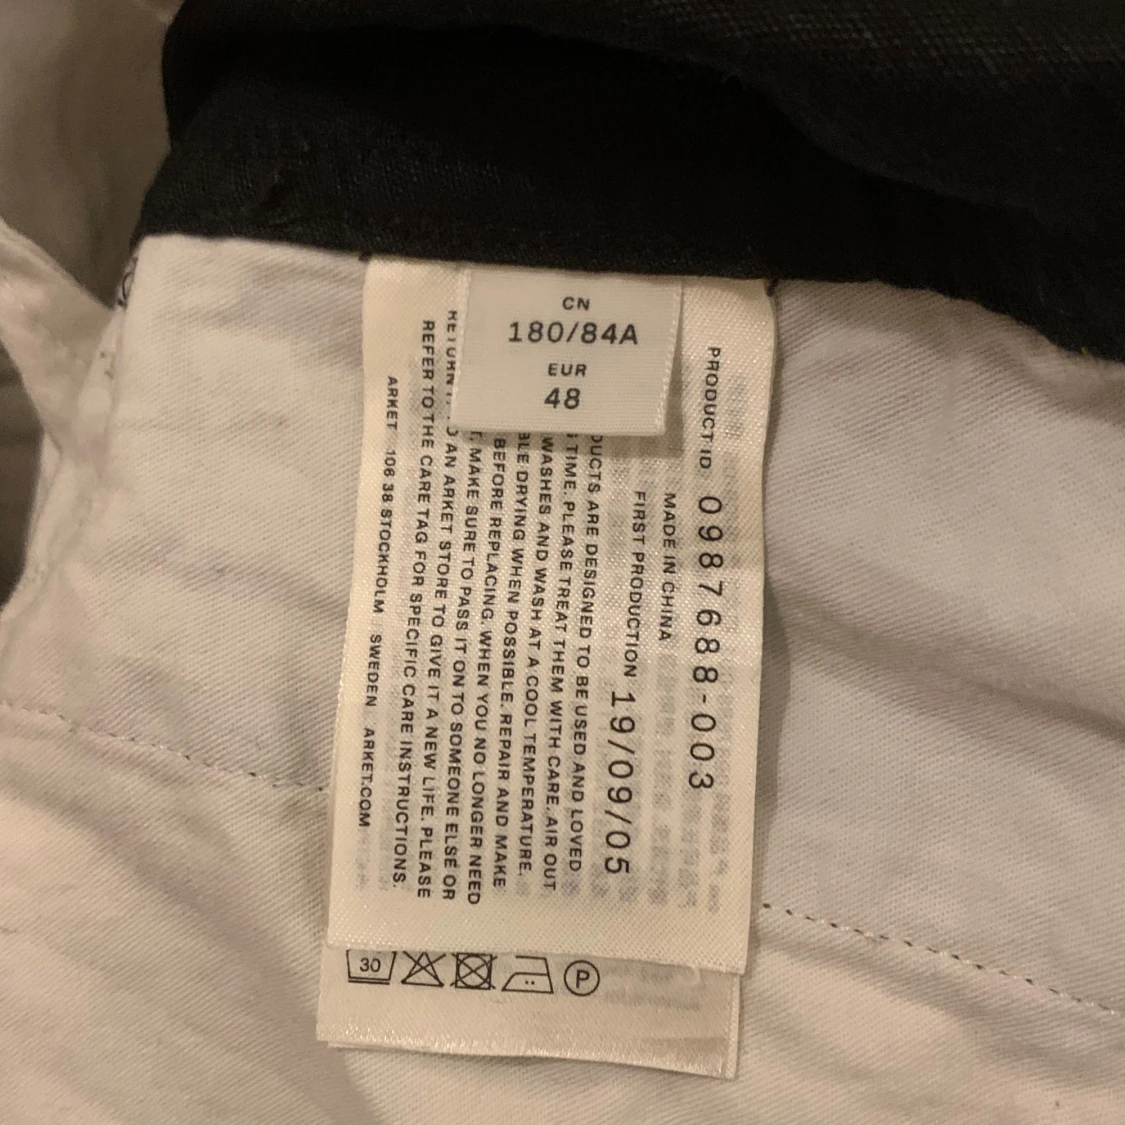 CN
180/84A
EUR
48
PRODUCT ID 0987688-003
MADE IN CHINA
FIRST PRODUCTION 19/09/05
ARE DESIGNED TO BE USED AND LOVED
TIME. PLEASE TREAT THEM WITH CARE. AIR OUT
WASHES AND WASH AT A COOL TEMPERATURE.
DRYING WHEN POSSIBLE. REPAIR AND MAKE
BEFORE REPLACING. WHEN YOU NO LONGER NEED
MAKE SURE TO PASS IT ON TO SOMEONE ELSE OR
RETURN AN ARKET STORE TO GIVE IT A NEW LIFE. PLEASE
REFER TO THE CARE TAG FOR SPECIFIC CARE INSTRUCTIONS.
ARKET 106 38 STOCKHOLM SWEDEN ARKET.COM
30 P